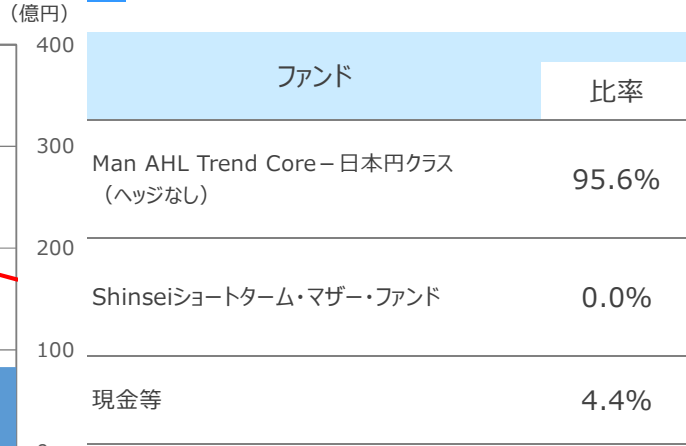 （億円）
400
300
200
100
ファンド
比率
Man AHL Trend Core－日本円クラス
（ヘッジなし）
95.6%
Shinseiショートターム・マザー・ファンド
0.0%
現金等
4.4%